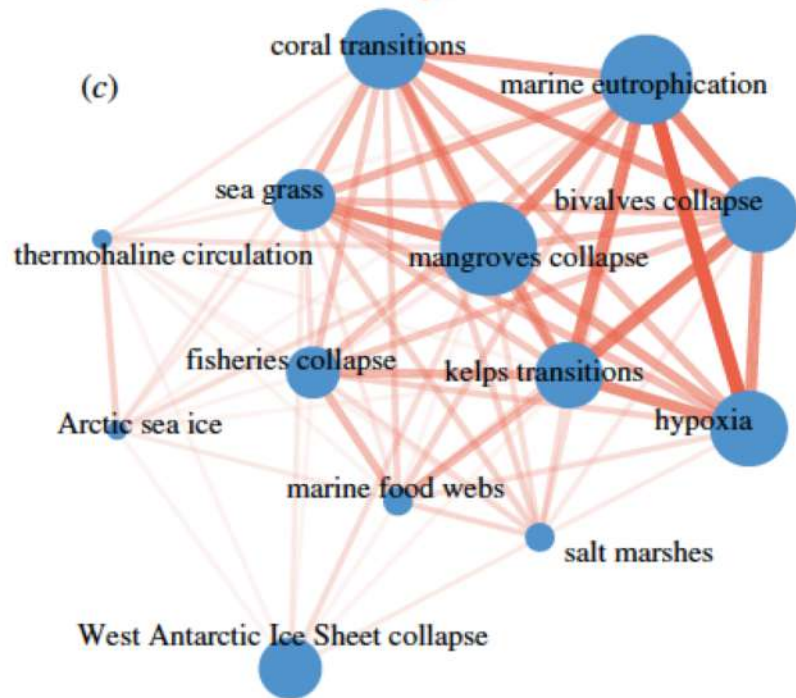 coral transitions
(c)
marine eutrophication
sea grass
bivalves collapse
thermohaline circulation
mangroves collapse
fisheries collapse
kelps transitions
Arctic sea ice
hypoxia
marine food webs
salt marshes
West Antarctic Ice Sheet collapse